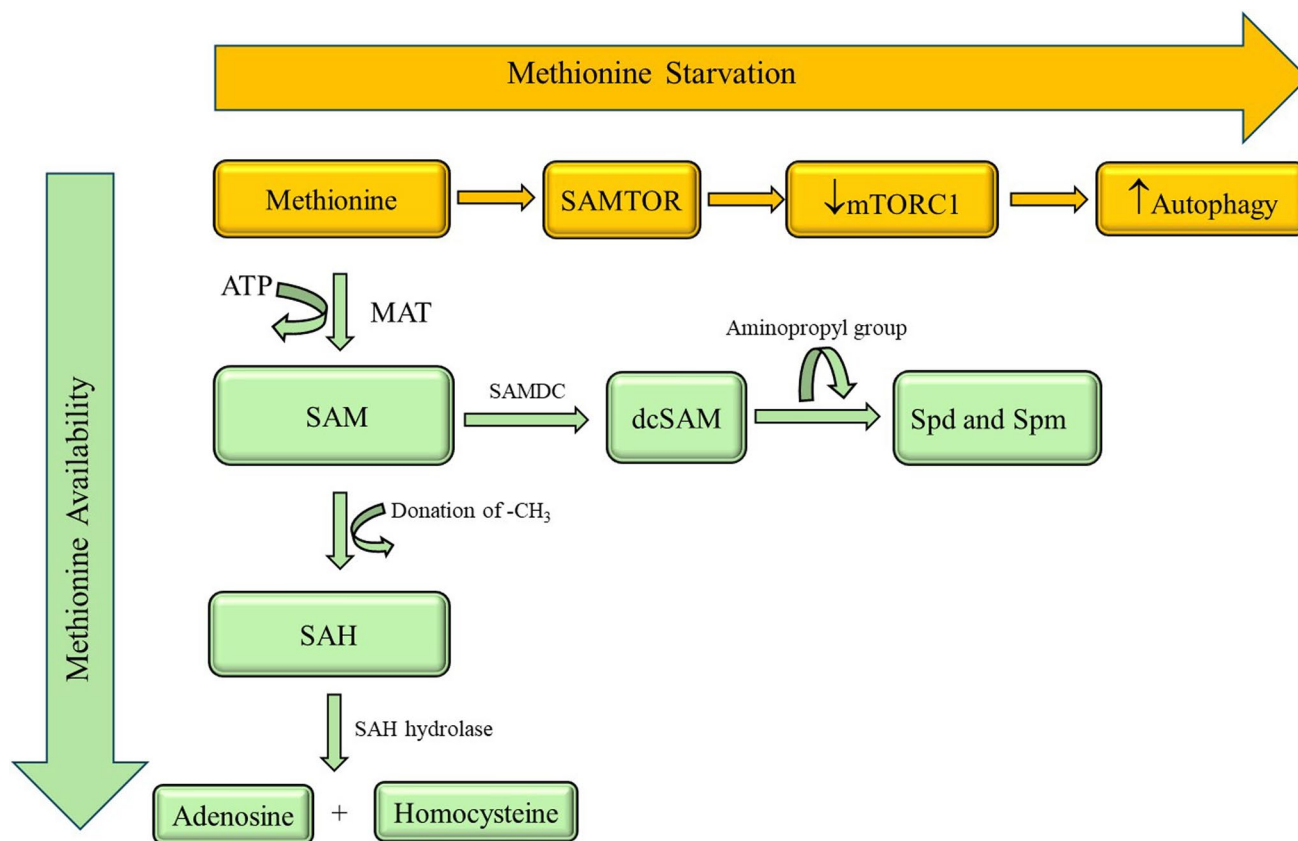 Methionine Starvation
Methionine
SAMTOR
↓mTORC1
↑Autophagy
ATP
MAT
Aminopropyl group
SAM
SAMDC
dcSAM
Spd and Spm
Donation of -CH₃
SAH
SAH hydrolase
Adenosine
+
Homocysteine
Methionine Availability